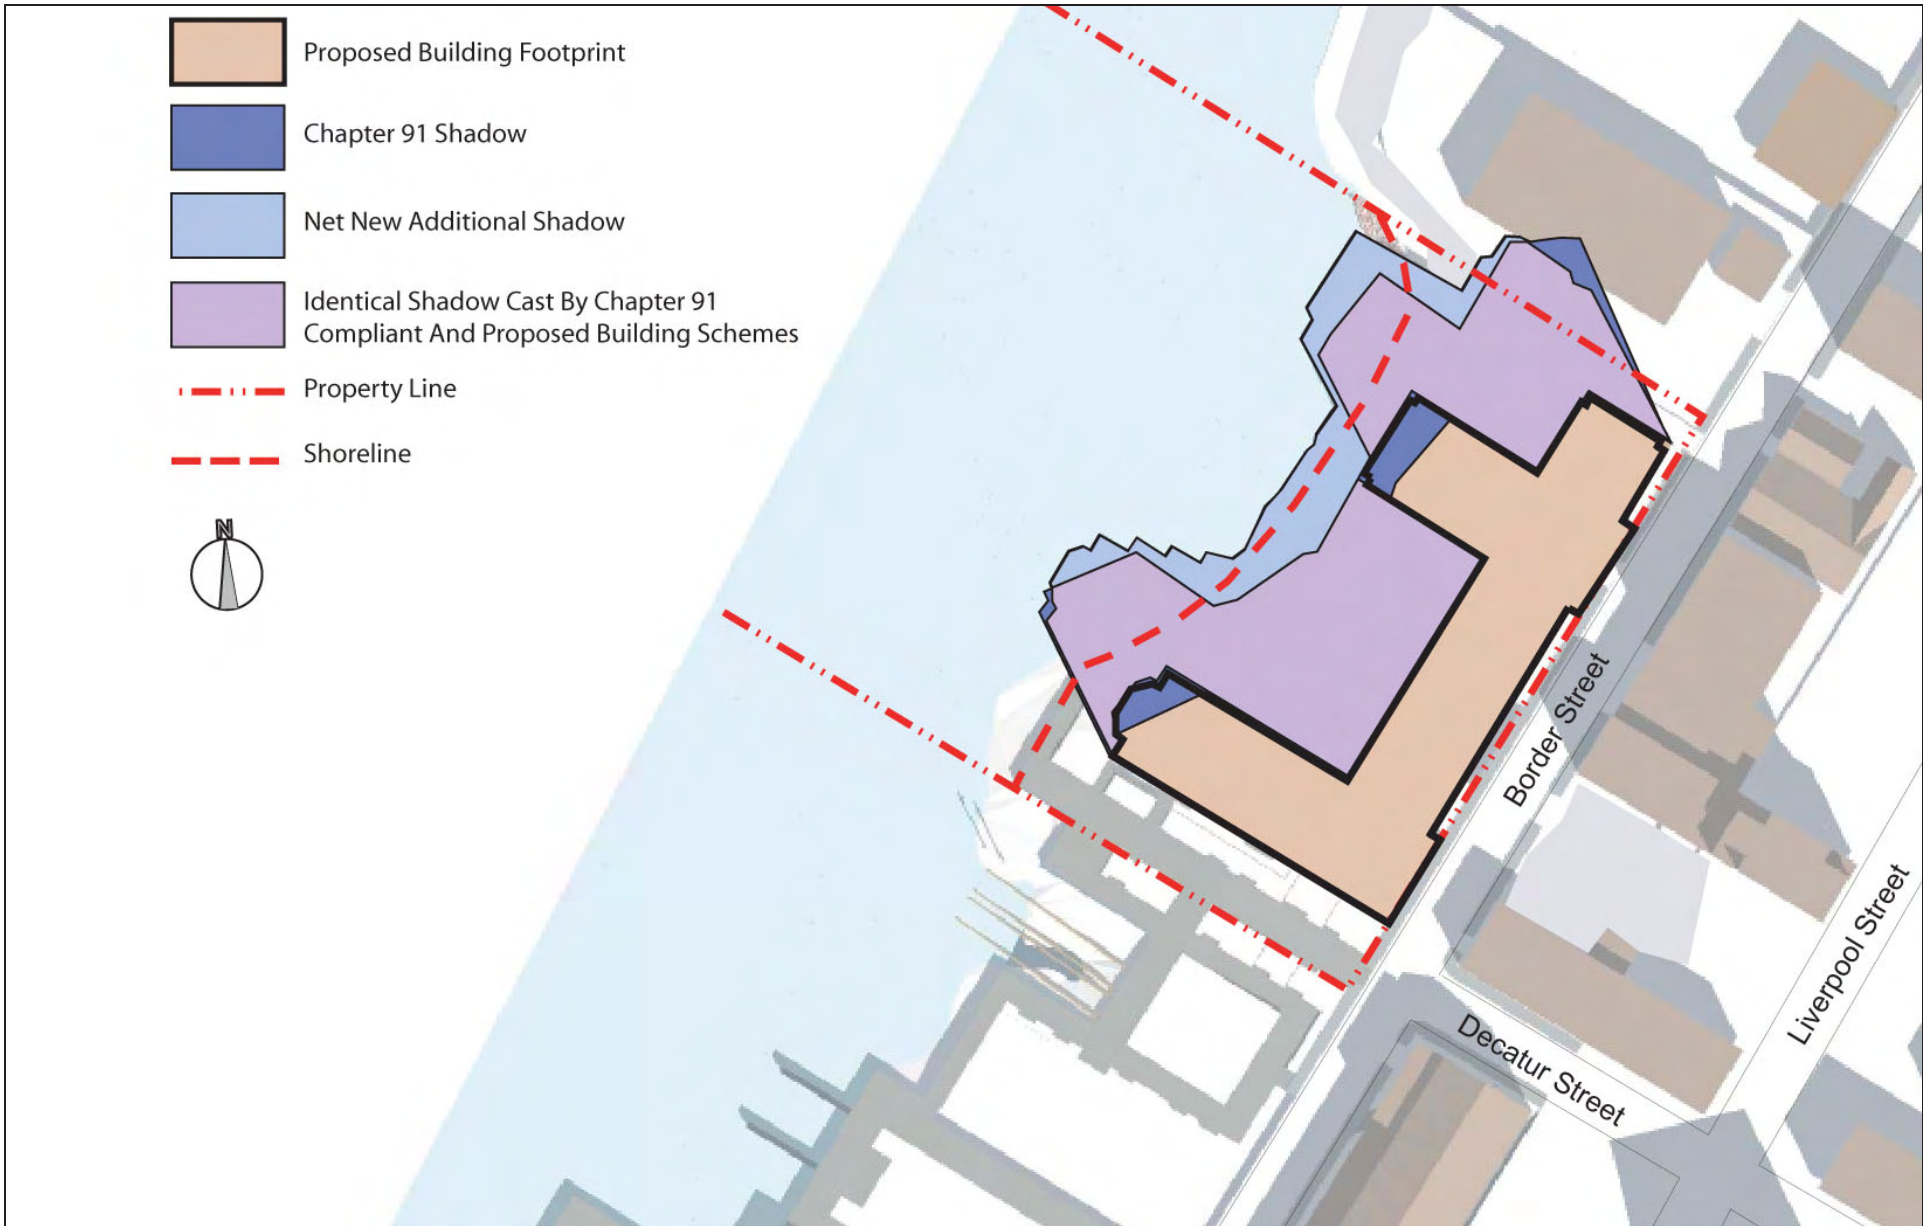 Proposed Building Footprint
Chapter 91 Shadow
Net New Additional Shadow
Identical Shadow Cast By Chapter 91
Compliant And Proposed Building Schemes
Property Line
Shoreline
N
Border Street
Liverpool Street
Decatur Street